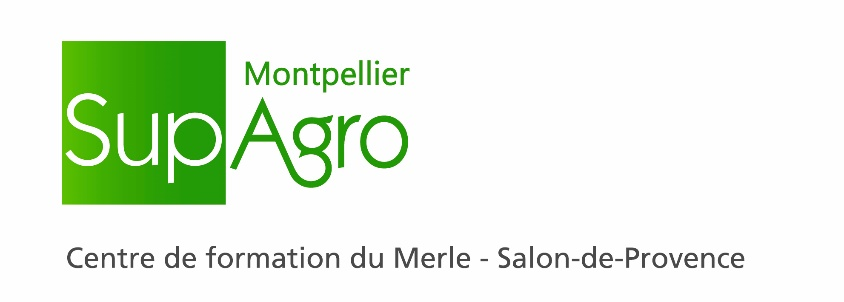 Montpellier
SupAgro
Centre de formation du Merle - Salon-de-Provence